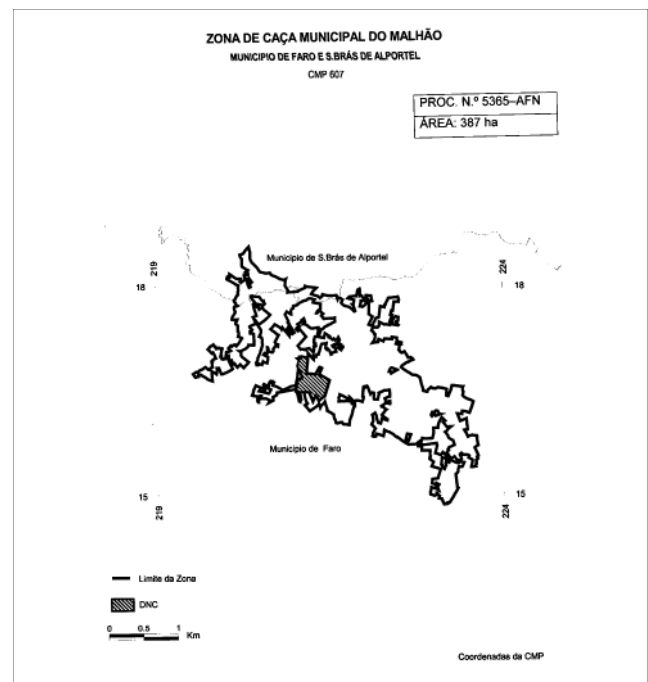 ZONA DE CAÇA MUNICIPAL DO MALHÃO
MUNICIPIO DE FARO E S.BRÁS DE ALPORTEL
CMP 607
PROC. N.º 5365–AFN
ÁREA: 387 ha
Municipio de S.Brás de Alportel
219
224
18
18
Municipio de Faro
15
15
219
224
Limite da Zona
DNC
0 0.5 1
Km
Coordenadas da CMP